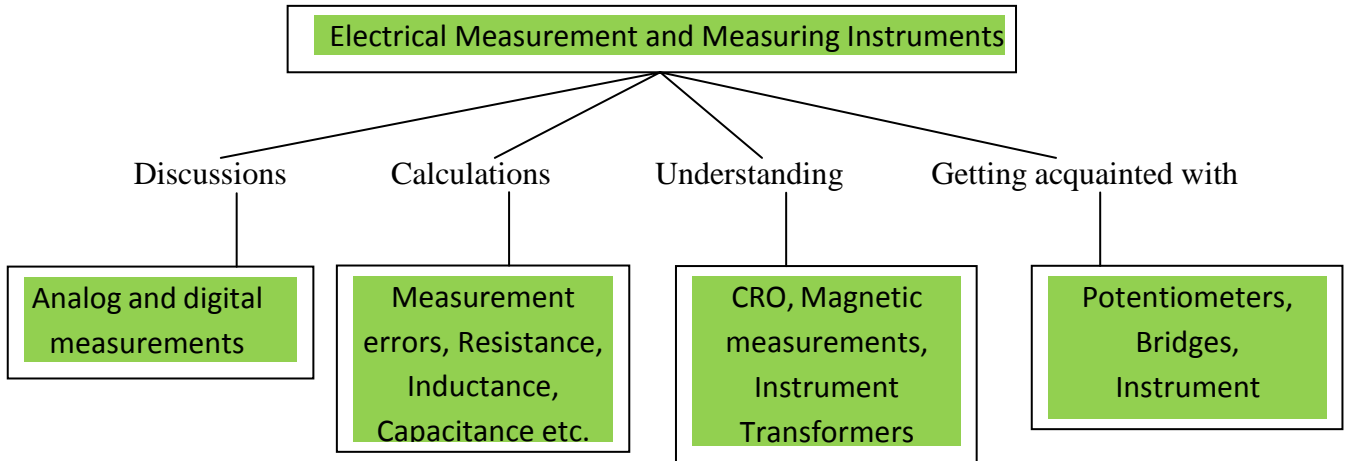 Electrical Measurement and Measuring Instruments
Discussions
Calculations
Understanding
Getting acquainted with
Analog and digital
measurements
Measurement
errors, Resistance,
Inductance,
Capacitance etc.
CRO, Magnetic
measurements,
Instrument
Transformers
Potentiometers,
Bridges,
Instrument